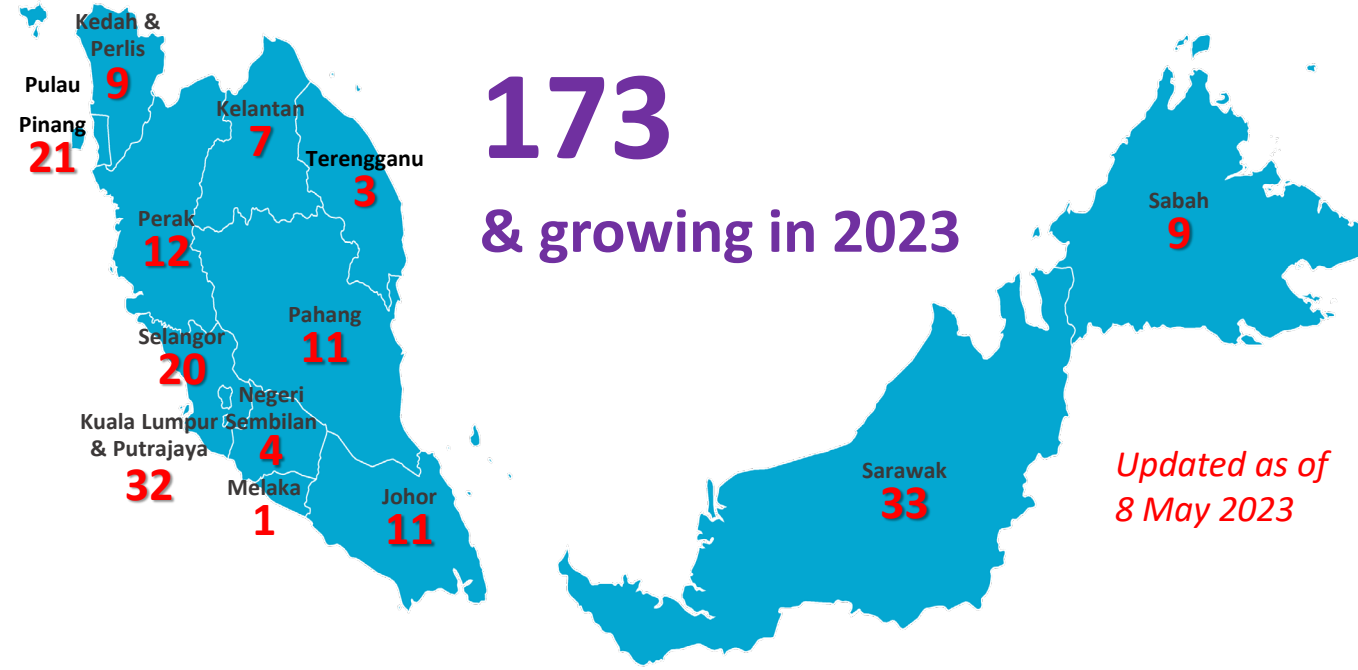 Kedah &
Perlis
9
Pulau
Pinang
21
Kelantan
7
Terengganu
3
Perak
12
Pahang
11
Selangor
20
Negeri
Sembilan
4
Kuala Lumpur
& Putrajaya
32
Melaka
1
Johor
11
173
& growing in 2023
Sabah
9
Sarawak
33
Updated as of
8 May 2023